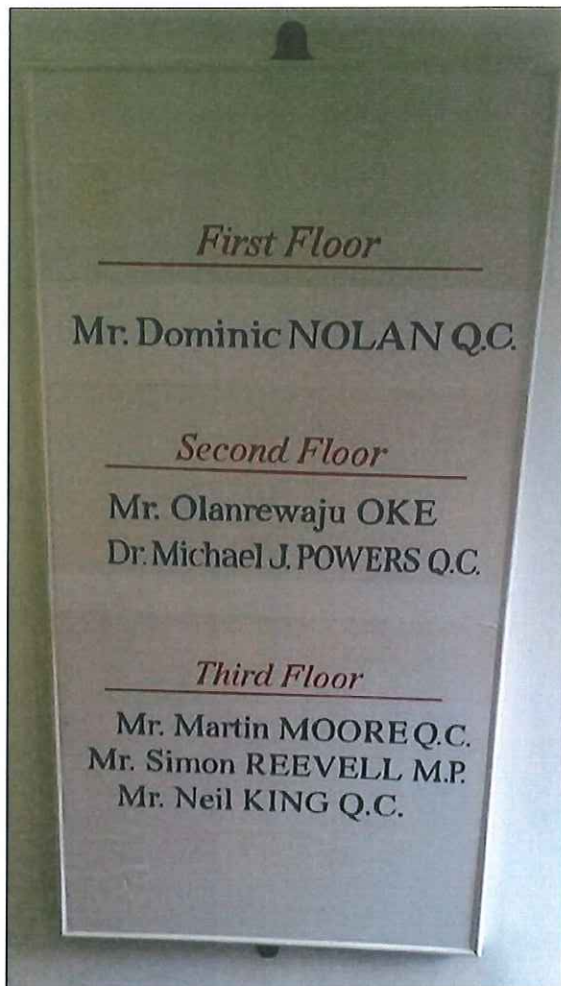 First Floor
Mr. Dominic NOLAN Q.C.
Second Floor
Mr. Olanrewaju OKE
Dr. Michael J. POWERS Q.C.
Third Floor
Mr. Martin MOORE Q.C.
Mr. Simon REEVELL M.P.
Mr. Neil KING Q.C.